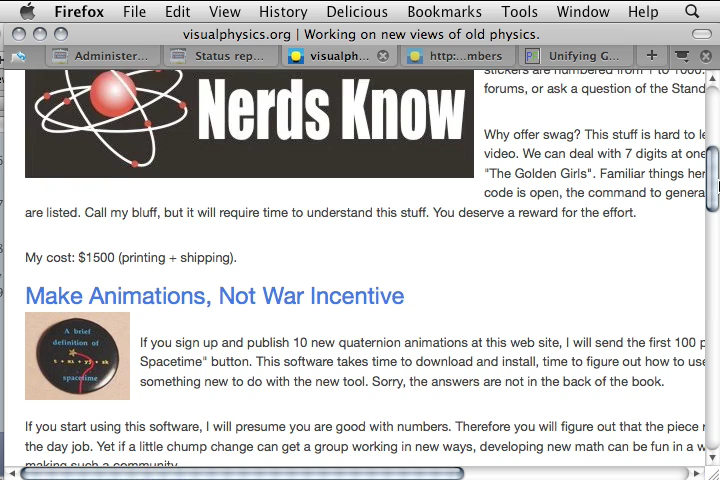 Firefox File Edit View History Delicious Bookmarks Tools Window Help
visualphysics.org | Working on new views of old physics.
Administer... Status rep... visualph... http:...mbers Unifying G...
stickers are numbered from 1 to 1000.
forums, or ask a question of the Stand
Nerds Know
Why offer swag? This stuff is hard to le
video. We can deal with 7 digits at one
"The Golden Girls". Familiar things her
code is open, the command to genera
are listed. Call my bluff, but it will require time to understand this stuff. You deserve a reward for the effort.
My cost: $1500 (printing + shipping).
Make Animations, Not War Incentive
A brief
definition of
t + xi + yj + zk
spacetime
If you sign up and publish 10 new quaternion animations at this web site, I will send the first 100 p
Spacetime" button. This software takes time to download and install, time to figure out how to use
something new to do with the new tool. Sorry, the answers are not in the back of the book.
If you start using this software, I will presume you are good with numbers. Therefore you will figure out that the piece r
the day job. Yet if a little chump change can get a group working in new ways, developing new math can be fun in a w
making such a community.